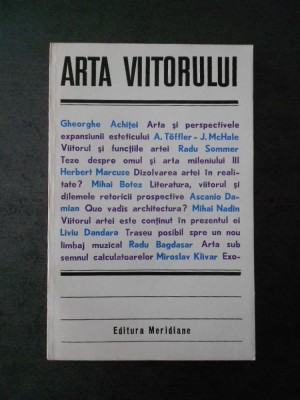 ARTA VIITORULUI
Gheorghe Achiței Arta și perspectivele
expansiunii esteticului A. Töffler - J. McHale
Viitorul și funcțiile artei Radu Sommer
Teze despre omul și arta mileniului III
Herbert Marcuse Dizolvarea artei în reali-
tate? Mihai Botez Literatura, viitorul și
dilemele retoricii prospective Ascanio Da-
mian Quo vadis architectura? Mihai Nadin
Viitorul artei este conținut în prezentul ei
Liviu Dandara Traseu posibil spre un nou
limbaj muzical Radu Bagdasar Arta sub
semnul calculatoarelor Miroslav Klivar Exo-
Editura Meridiane